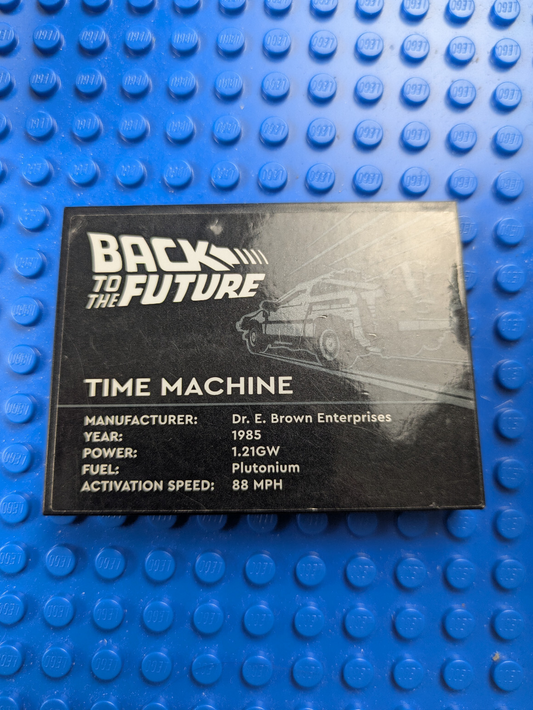 BACK
TO
THE FUTURE
TIME MACHINE
MANUFACTURER: Dr. E. Brown Enterprises
YEAR: 1985
POWER: 1.21GW
FUEL: Plutonium
ACTIVATION SPEED: 88 MPH
LEGO